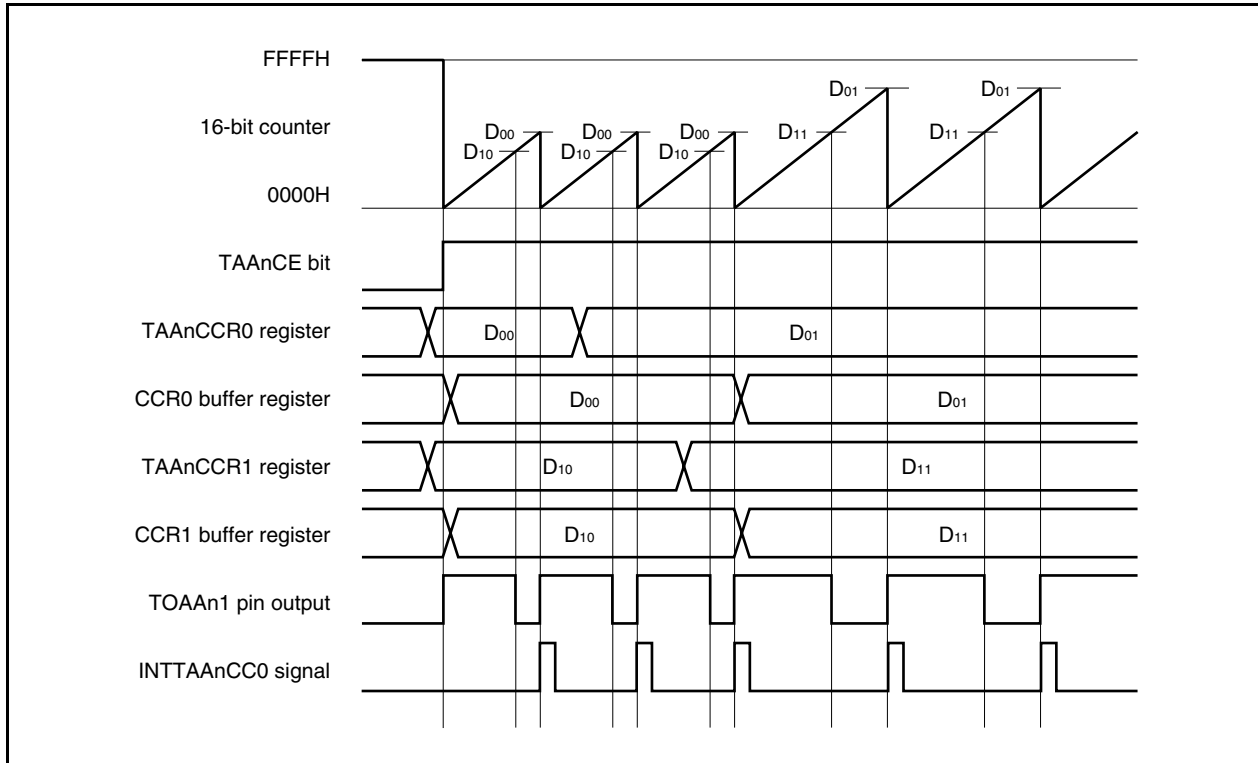 FFFFH
16-bit counter
0000H
D01 D01
D00 D00 D00 D11 D11
D10 D10 D10
TAAnCE bit
TAAnCCR0 register D00 D01
CCR0 buffer register D00 D01
TAAnCCR1 register D10 D11
CCR1 buffer register D10 D11
TOAAn1 pin output
INTTAAnCC0 signal